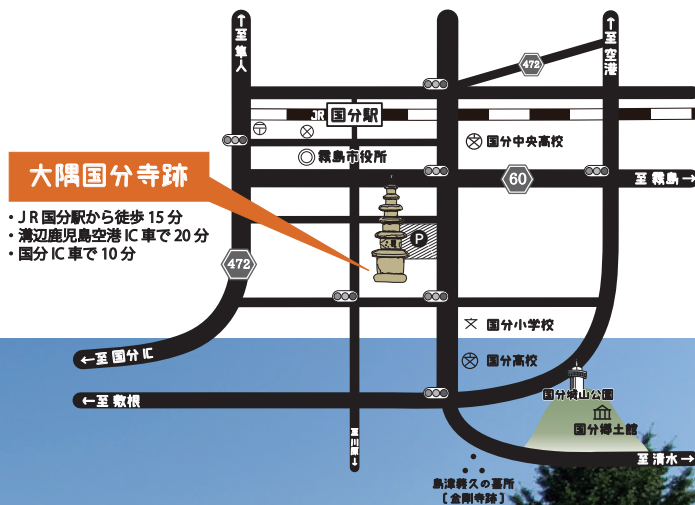 ↑至隼人
↑至空港
472
JR 国分駅
国分中央高校
霧島市役所
60
至霧島→
大隅国分寺跡
・ＪＲ国分駅から徒歩 15 分
・溝辺鹿児島空港 IC 車で 20 分
・国分 IC 車で 10 分
P
472
国分小学校
←至国分 IC
国分高校
国分城山公園
←至敷根
国分郷土館
至川原→
至清水→
島津義久の墓所
［金剛寺跡］